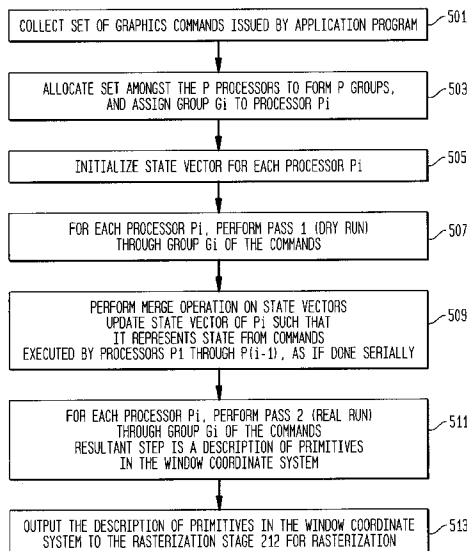 COLLECT SET OF GRAPHICS COMMANDS ISSUED BY APPLICATION PROGRAM
501
ALLOCATE SET AMONGST THE P PROCESSORS TO FORM P GROUPS,
AND ASSIGN GROUP Gi TO PROCESSOR Pi
503
INITIALIZE STATE VECTOR FOR EACH PROCESSOR Pi
505
FOR EACH PROCESSOR Pi, PERFORM PASS 1 (DRY RUN)
THROUGH GROUP Gi OF THE COMMANDS
507
PERFORM MERGE OPERATION ON STATE VECTORS
UPDATE STATE VECTOR OF Pi SUCH THAT
IT REPRESENTS STATE FROM COMMANDS
EXECUTED BY PROCESSORS P1 THROUGH P(i-1), AS IF DONE SERIALLY
509
FOR EACH PROCESSOR Pi, PERFORM PASS 2 (REAL RUN)
THROUGH GROUP Gi OF THE COMMANDS
RESULTANT STEP IS A DESCRIPTION OF PRIMITIVES
IN THE WINDOW COORDINATE SYSTEM
511
OUTPUT THE DESCRIPTION OF PRIMITIVES IN THE WINDOW COORDINATE
SYSTEM TO THE RASTERIZATION STAGE 212 FOR RASTERIZATION
513